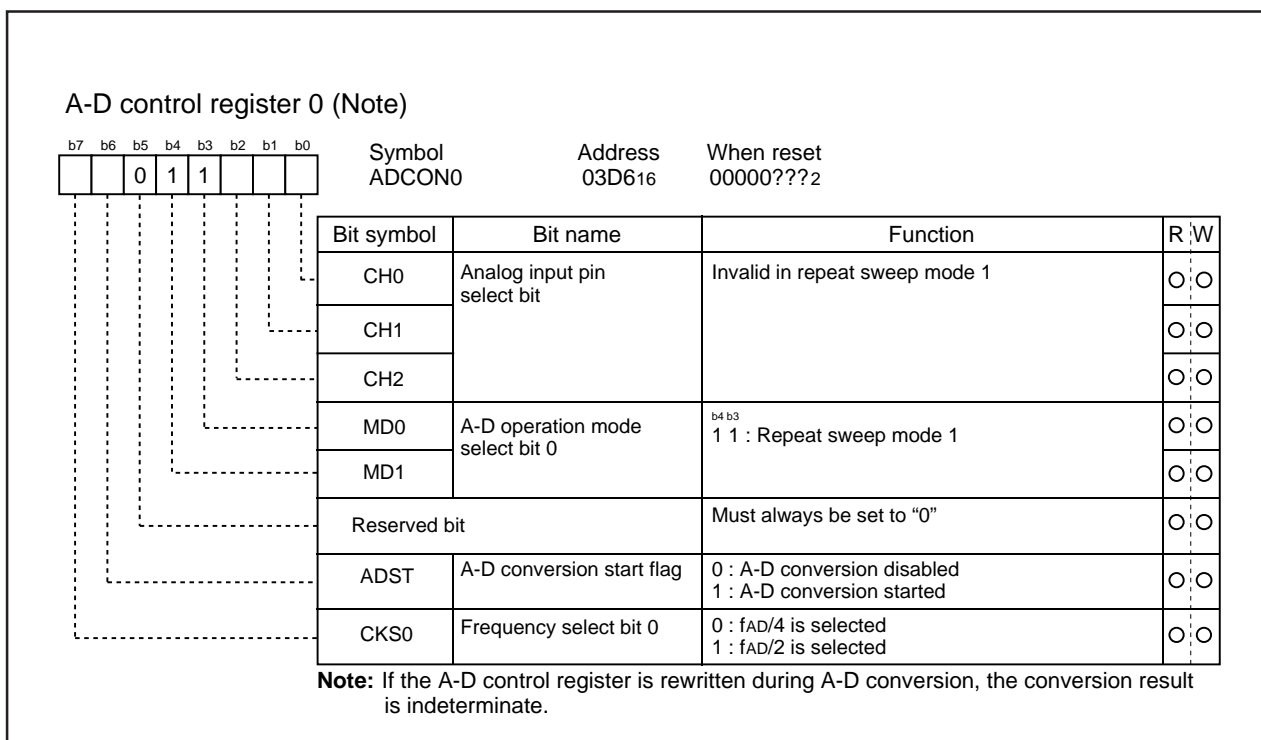 A-D control register 0 (Note)
b7 b6 b5 b4 b3 b2 b1 b0
0 1 1
Symbol Address When reset
ADCON0 03D616 00000???2
Bit symbol Bit name Function R W
CH0 Analog input pin select bit Invalid in repeat sweep mode 1
CH1
CH2
MD0 A-D operation mode select bit 0
b4 b3
1 1 : Repeat sweep mode 1
MD1
Reserved bit Must always be set to “0”
ADST A-D conversion start flag 0 : A-D conversion disabled
1 : A-D conversion started
CKS0 Frequency select bit 0 0 : fAD/4 is selected
1 : fAD/2 is selected
Note: If the A-D control register is rewritten during A-D conversion, the conversion result
is indeterminate.